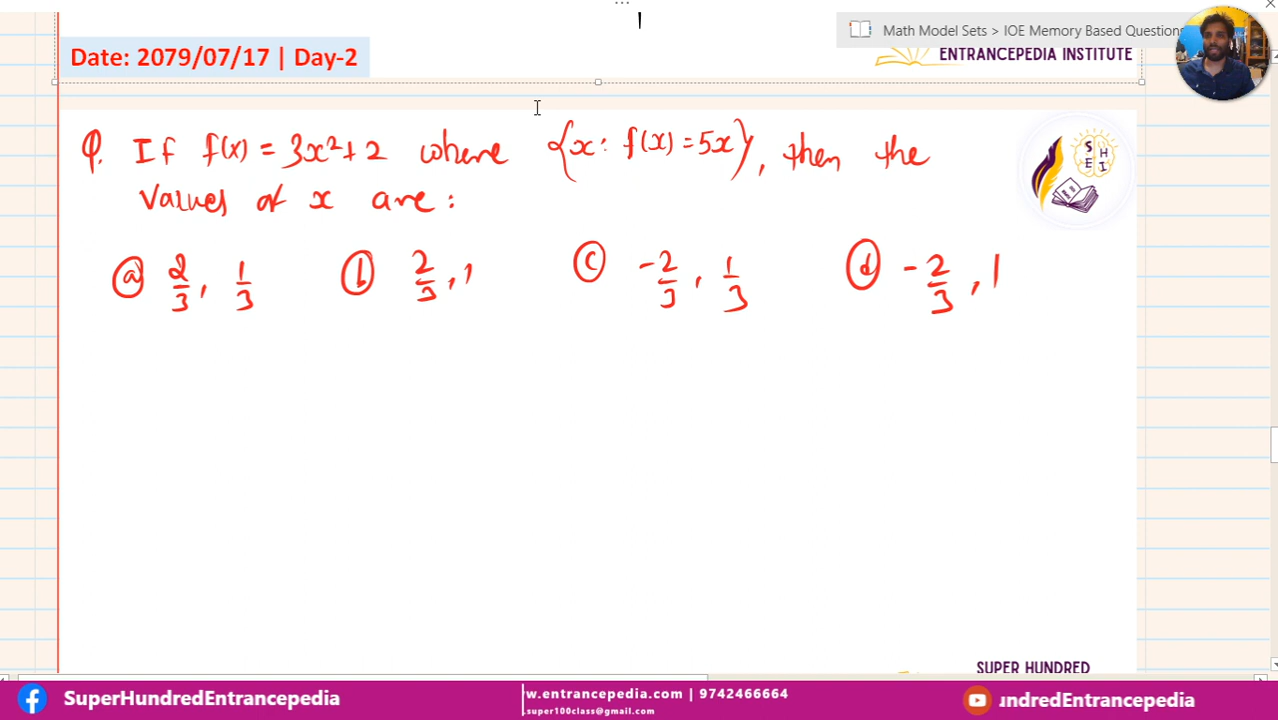 Math Model Sets > IOE Memory Based Question
Date: 2079/07/17 | Day-2
ENTRANCEPEDIA INSTITUTE
Q. If f(x) = 3x²+2 where {x: f(x) = 5x}, then the
values of x are:
ⓐ 2/3, 1/3 ⓑ 2/3, 1 ⓒ -2/3, 1/3 ⓓ -2/3, 1
S H
E I
SUPER HUNDRED
SuperHundredEntrancepedia
w.entrancepedia.com | 9742466664
.super100class@gmail.com
undredEntrancepedia